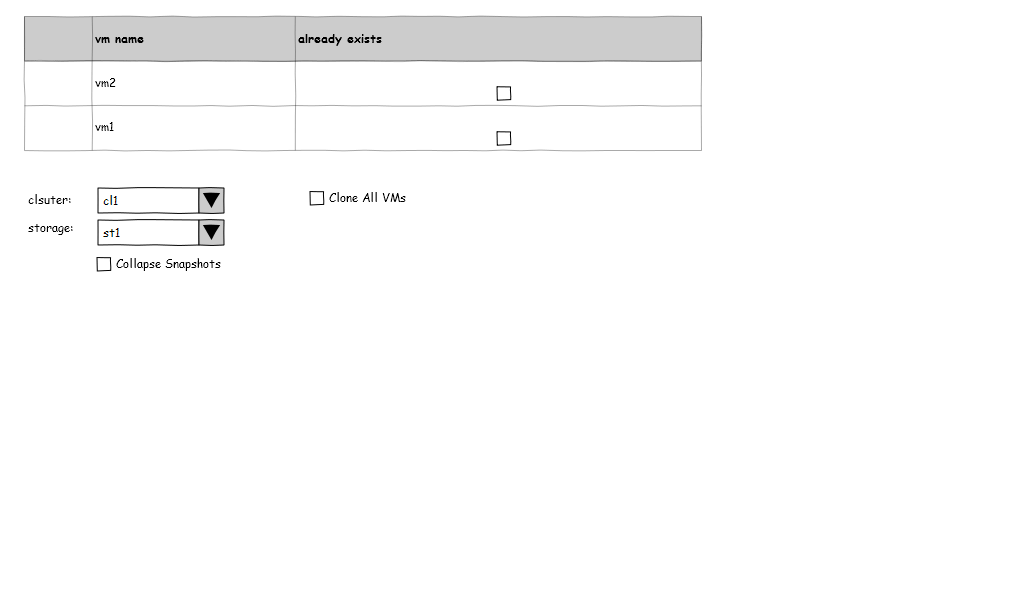 vm name already exists
vm2
vm1
clsuter: cl1 Clone All VMs
storage: st1
Collapse Snapshots